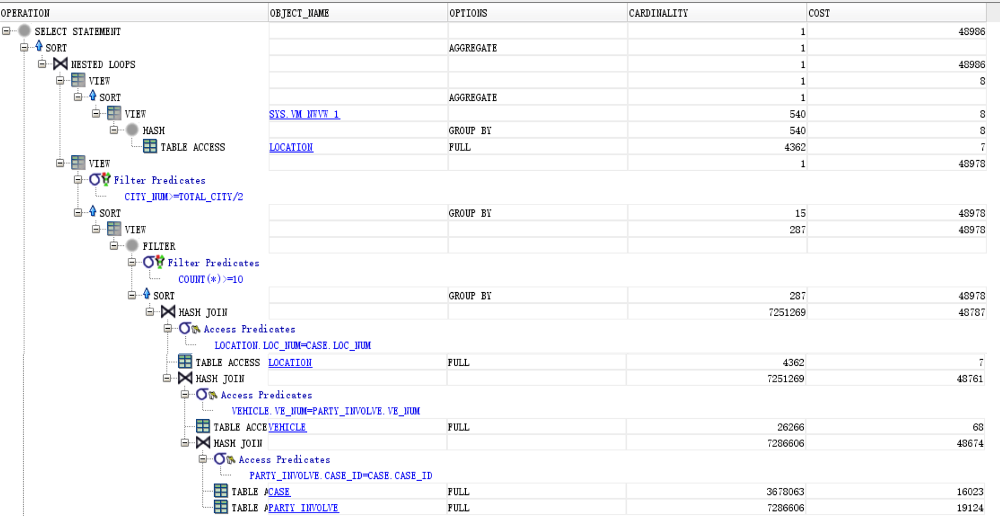 OPERATION OBJECT_NAME OPTIONS CARDINALITY COST
SELECT STATEMENT 1 48986
SORT AGGREGATE 1
NESTED LOOPS 1 48986
VIEW 1 8
SORT AGGREGATE 1
VIEW SYS.VM_NWVW_1 540 8
HASH GROUP BY 540 8
TABLE ACCESS LOCATION FULL 4362 7
VIEW 1 48978
Filter Predicates
CITY_NUM>=TOTAL_CITY/2
SORT GROUP BY 15 48978
VIEW 287 48978
FILTER
Filter Predicates
COUNT(*)>=10
SORT GROUP BY 287 48978
HASH JOIN 7251269 48787
Access Predicates
LOCATION.LOC_NUM=CASE.LOC_NUM
TABLE ACCESS LOCATION FULL 4362 7
HASH JOIN 7251269 48761
Access Predicates
VEHICLE.VE_NUM=PARTY_INVOLVE.VE_NUM
TABLE ACCE VEHICLE FULL 26266 68
HASH JOIN 7286606 48674
Access Predicates
PARTY_INVOLVE.CASE_ID=CASE.CASE_ID
TABLE A CASE FULL 3678063 16023
TABLE A PARTY_INVOLVE FULL 7286606 19124